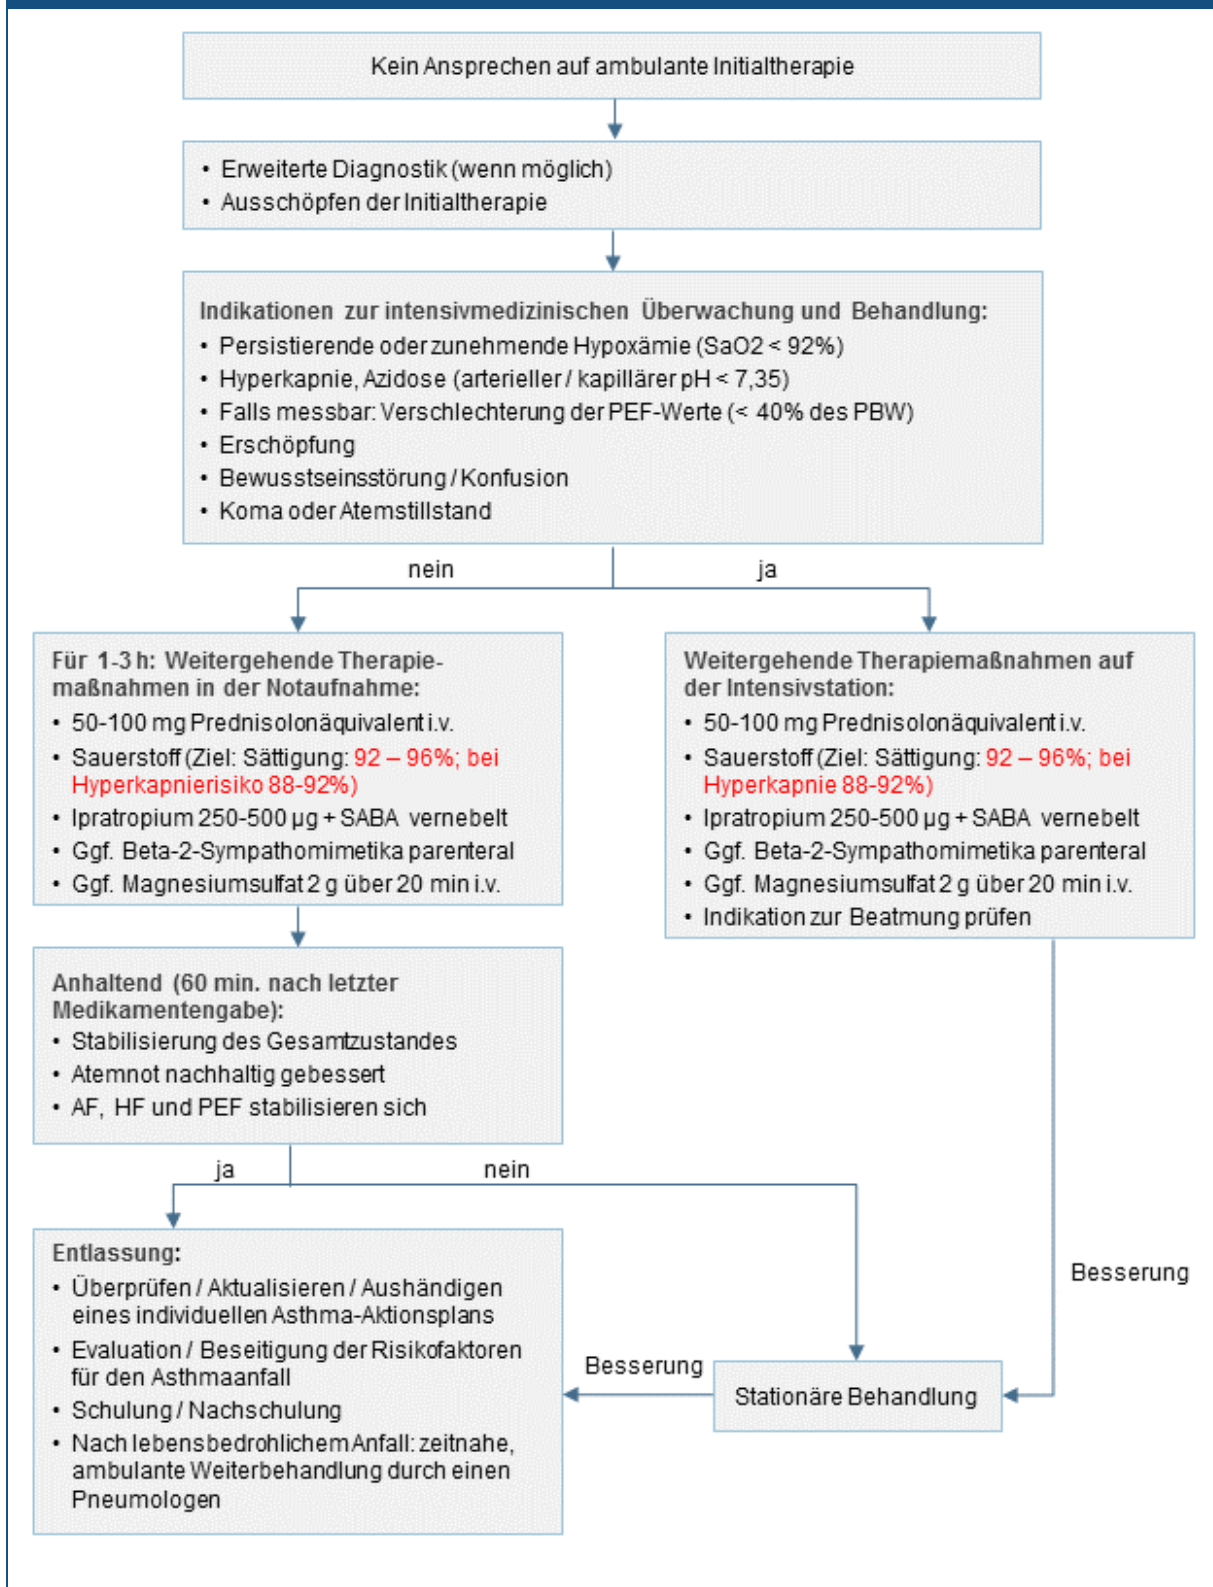 Kein Ansprechen auf ambulante Initialtherapie
• Erweiterte Diagnostik (wenn möglich)
• Ausschöpfen der Initialtherapie
Indikationen zur intensivmedizinischen Überwachung und Behandlung:
• Persistierende oder zunehmende Hypoxämie (SaO2 < 92%)
• Hyperkapnie, Azidose (arterieller / kapillärer pH < 7,35)
• Falls messbar: Verschlechterung der PEF-Werte (< 40% des PBW)
• Erschöpfung
• Bewusstseinsstörung / Konfusion
• Koma oder Atemstillstand
nein
ja
Für 1-3 h: Weitergehende Therapie-
maßnahmen in der Notaufnahme:
• 50-100 mg Prednisolonäquivalent i.v.
• Sauerstoff (Ziel: Sättigung: 92 – 96%; bei
Hyperkapnierisiko 88-92%)
• Ipratropium 250-500 µg + SABA vernebelt
• Ggf. Beta-2-Sympathomimetika parenteral
• Ggf. Magnesiumsulfat 2 g über 20 min i.v.
Weitergehende Therapiemaßnahmen auf
der Intensivstation:
• 50-100 mg Prednisolonäquivalent i.v.
• Sauerstoff (Ziel: Sättigung: 92 – 96%; bei
Hyperkapnie 88-92%)
• Ipratropium 250-500 µg + SABA vernebelt
• Ggf. Beta-2-Sympathomimetika parenteral
• Ggf. Magnesiumsulfat 2 g über 20 min i.v.
• Indikation zur Beatmung prüfen
Anhaltend (60 min. nach letzter
Medikamentengabe):
• Stabilisierung des Gesamtzustandes
• Atemnot nachhaltig gebessert
• AF, HF und PEF stabilisieren sich
ja
nein
Entlassung:
• Überprüfen / Aktualisieren / Aushändigen
eines individuellen Asthma-Aktionsplans
• Evaluation / Beseitigung der Risikofaktoren
für den Asthmaanfall
• Schulung / Nachschulung
• Nach lebensbedrohlichem Anfall: zeitnahe,
ambulante Weiterbehandlung durch einen
Pneumologen
Besserung
Stationäre Behandlung
Besserung